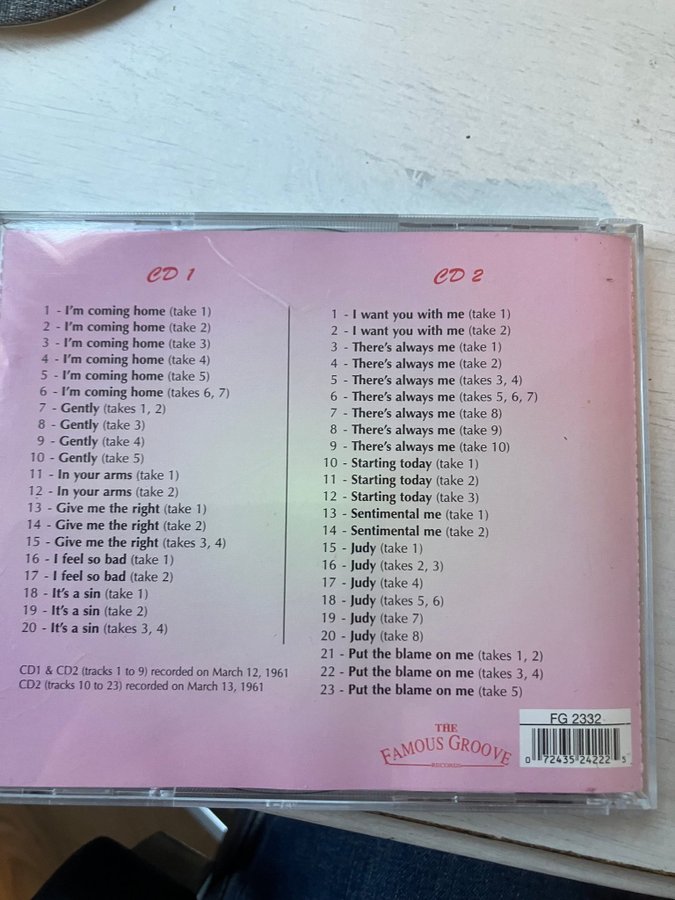 CD 1
1 - I'm coming home (take 1)
2 - I'm coming home (take 2)
3 - I'm coming home (take 3)
4 - I'm coming home (take 4)
5 - I'm coming home (take 5)
6 - I'm coming home (takes 6, 7)
7 - Gently (takes 1, 2)
8 - Gently (take 3)
9 - Gently (take 4)
10 - Gently (take 5)
11 - In your arms (take 1)
12 - In your arms (take 2)
13 - Give me the right (take 1)
14 - Give me the right (take 2)
15 - Give me the right (takes 3, 4)
16 - I feel so bad (take 1)
17 - I feel so bad (take 2)
18 - It's a sin (take 1)
19 - It's a sin (take 2)
20 - It's a sin (takes 3, 4)
CD1 & CD2 (tracks 1 to 9) recorded on March 12, 1961
CD2 (tracks 10 to 23) recorded on March 13, 1961
CD 2
1 - I want you with me (take 1)
2 - I want you with me (take 2)
3 - There's always me (take 1)
4 - There's always me (take 2)
5 - There's always me (takes 3, 4)
6 - There's always me (takes 5, 6, 7)
7 - There's always me (take 8)
8 - There's always me (take 9)
9 - There's always me (take 10)
10 - Starting today (take 1)
11 - Starting today (take 2)
12 - Starting today (take 3)
13 - Sentimental me (take 1)
14 - Sentimental me (take 2)
15 - Judy (take 1)
16 - Judy (takes 2, 3)
17 - Judy (take 4)
18 - Judy (takes 5, 6)
19 - Judy (take 7)
20 - Judy (take 8)
21 - Put the blame on me (takes 1, 2)
22 - Put the blame on me (takes 3, 4)
23 - Put the blame on me (take 5)
THE
FAMOUS GROOVE
RECORDS
FG 2332
0 72435 24222 5